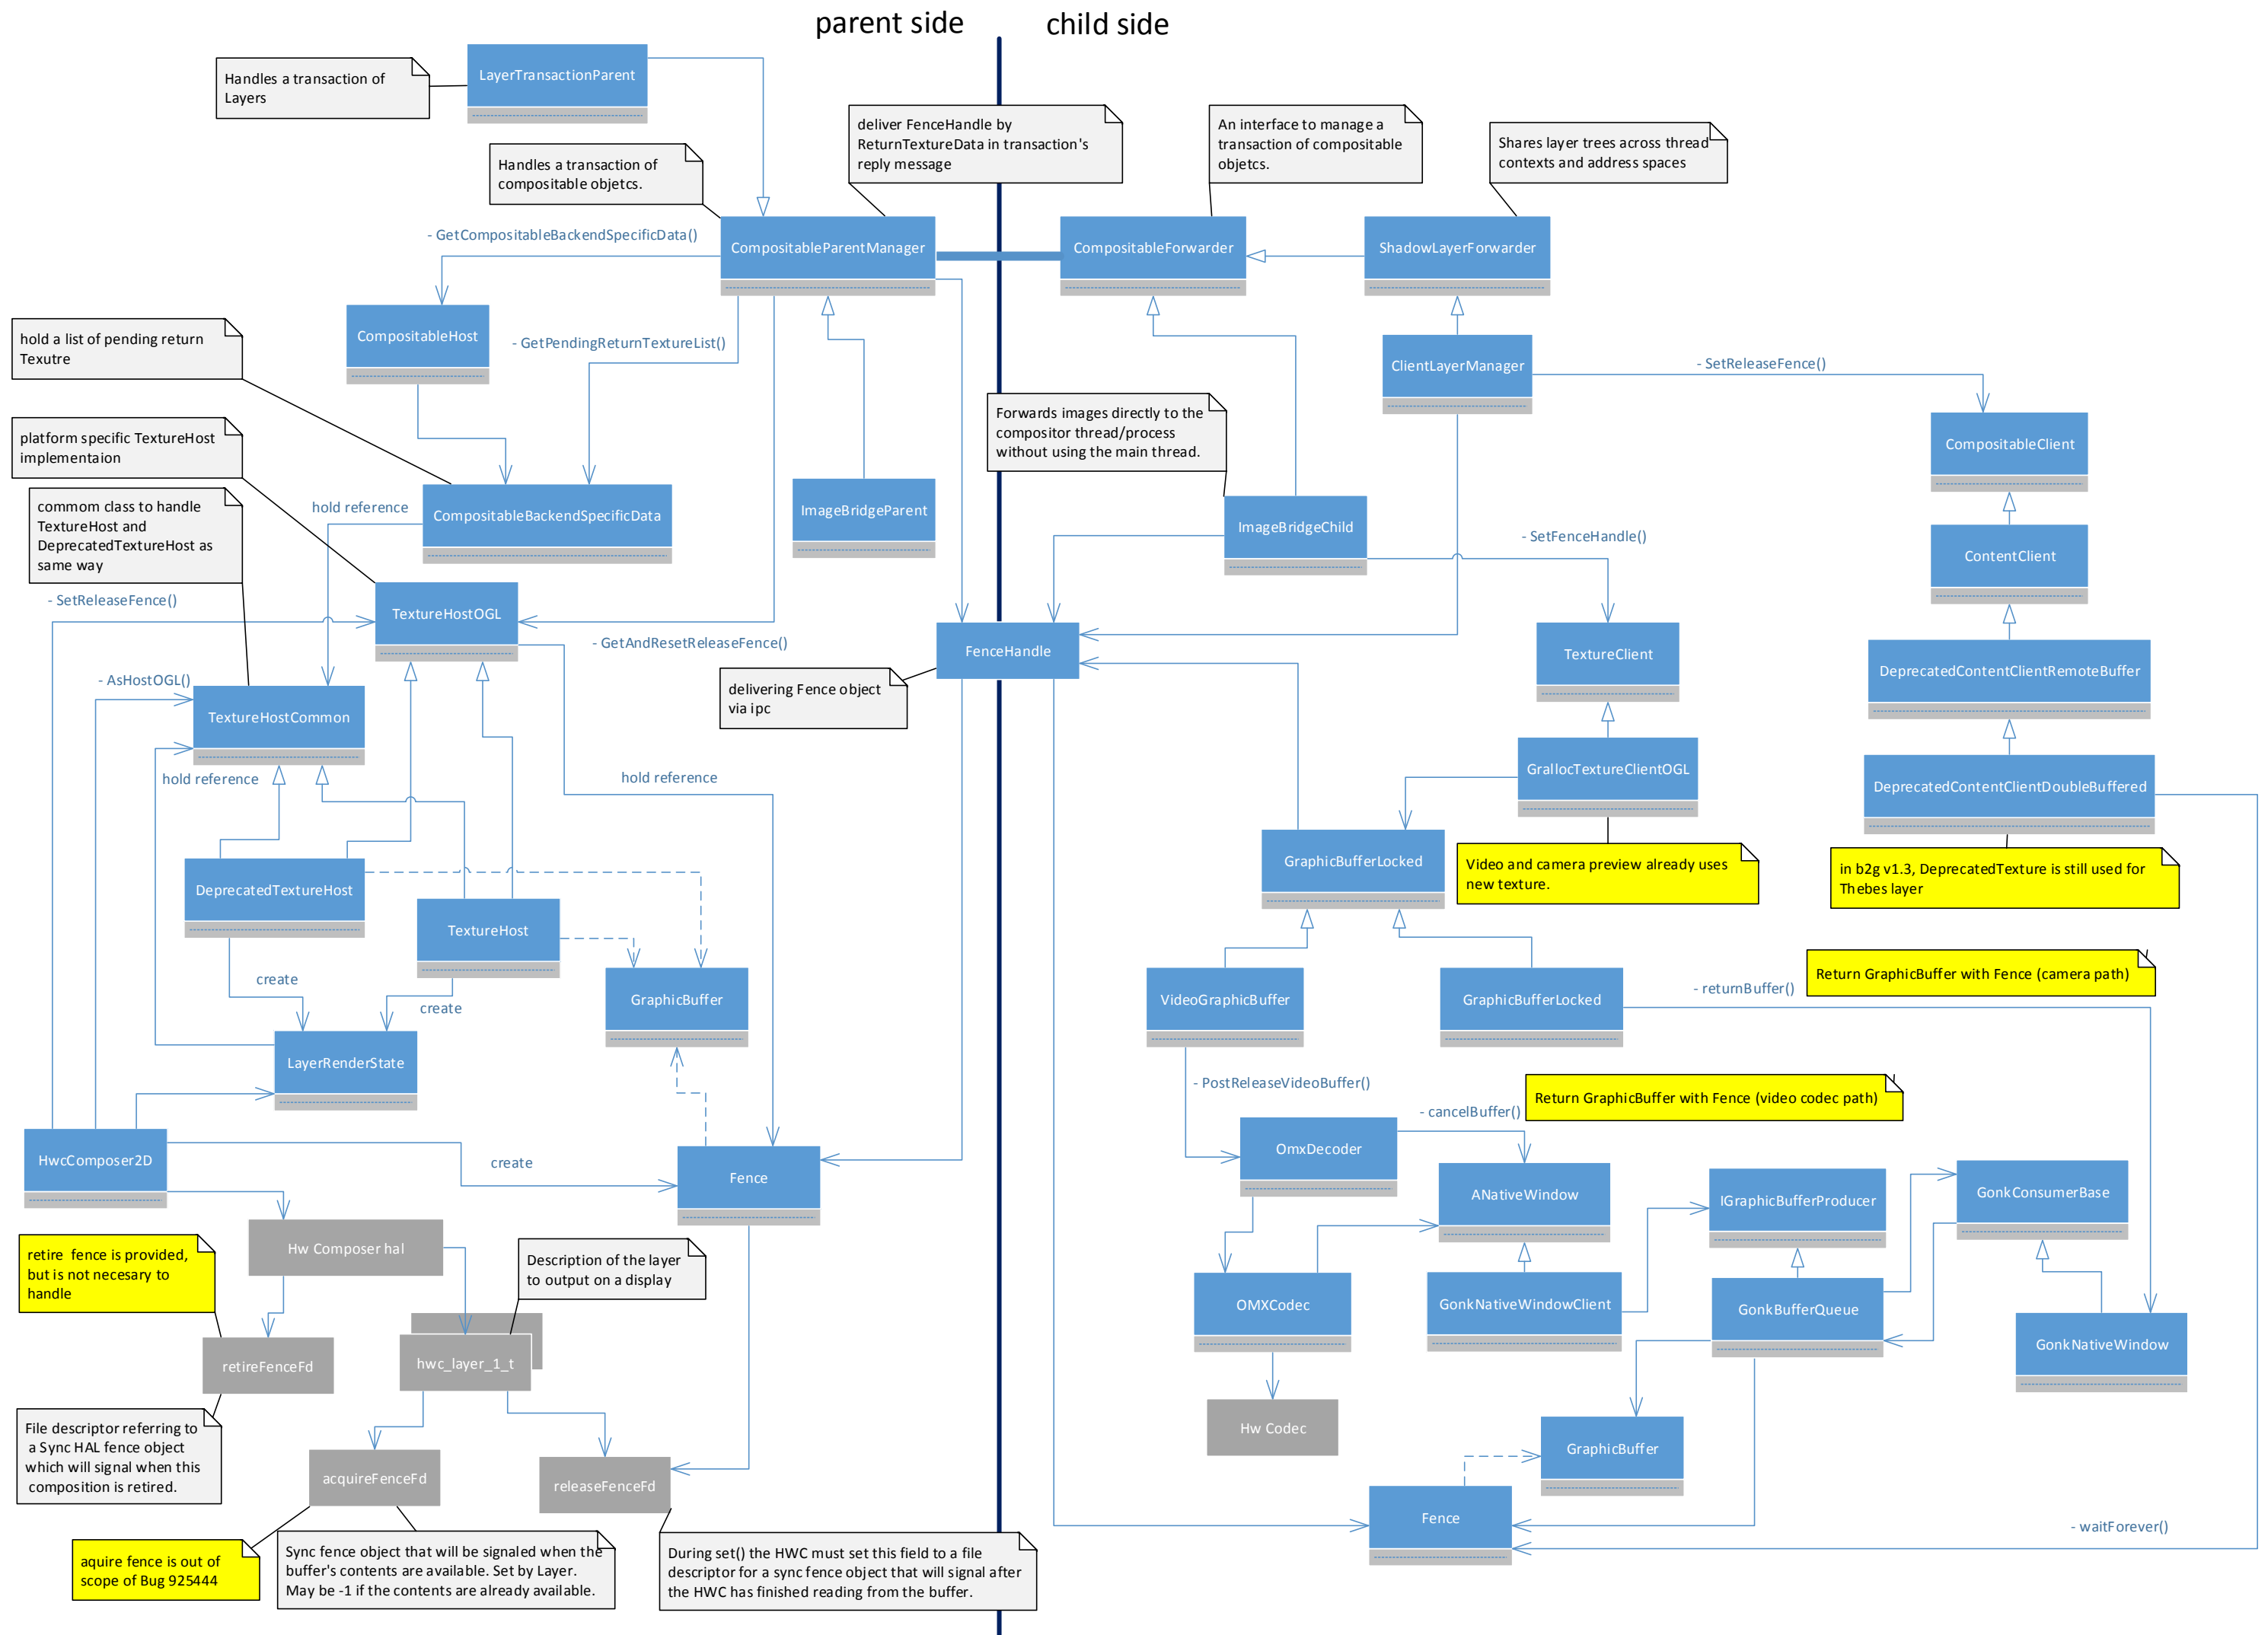 parent side
child side
LayerTransactionParent
Handles a transaction of
Layers
deliver FenceHandle by
ReturnTextureData in transaction's
reply message
An interface to manage a
transaction of compositable
objetcs.
Shares layer trees across thread
contexts and address spaces
Handles a transaction of
compositable objetcs.
- GetCompositableBackendSpecificData()
CompositableParentManager
CompositableForwarder
ShadowLayerForwarder
CompositableHost
hold a list of pending return
Texutre
- GetPendingReturnTextureList()
ClientLayerManager
- SetReleaseFence()
platform specific TextureHost
implementaion
Forwards images directly to the
compositor thread/process
without using the main thread.
CompositableClient
commom class to handle
TextureHost and
DeprecatedTextureHost as
same way
hold reference
CompositableBackendSpecificData
ImageBridgeParent
ImageBridgeChild
- SetFenceHandle()
ContentClient
- SetReleaseFence()
TextureHostOGL
- GetAndResetReleaseFence()
FenceHandle
TextureClient
DeprecatedContentClientRemoteBuffer
- AsHostOGL()
delivering Fence object
via ipc
TextureHostCommon
hold reference
hold reference
GrallocTextureClientOGL
DeprecatedContentClientDoubleBuffered
GraphicBufferLocked
Video and camera preview already uses
new texture.
in b2g v1.3, DeprecatedTexture is still used for
Thebes layer
DeprecatedTextureHost
TextureHost
create
create
GraphicBuffer
VideoGraphicBuffer
GraphicBufferLocked
- returnBuffer()
Return GraphicBuffer with Fence (camera path)
LayerRenderState
- PostReleaseVideoBuffer()
- cancelBuffer()
Return GraphicBuffer with Fence (video codec path)
HwcComposer2D
create
Fence
OmxDecoder
ANativeWindow
IGraphicBufferProducer
GonkConsumerBase
Hw Composer hal
retire  fence is provided,
but is not necesary to
handle
Description of the layer
to output on a display
OMXCodec
GonkNativeWindowClient
GonkBufferQueue
GonkNativeWindow
retireFenceFd
hwc_layer_1_t
File descriptor referring to
a Sync HAL fence object
which will signal when this
composition is retired.
Hw Codec
GraphicBuffer
acquireFenceFd
releaseFenceFd
Fence
- waitForever()
aquire fence is out of
scope of Bug 925444
Sync fence object that will be signaled when the
buffer's contents are available. Set by Layer.
May be -1 if the contents are already available.
During set() the HWC must set this field to a file
descriptor for a sync fence object that will signal after
the HWC has finished reading from the buffer.